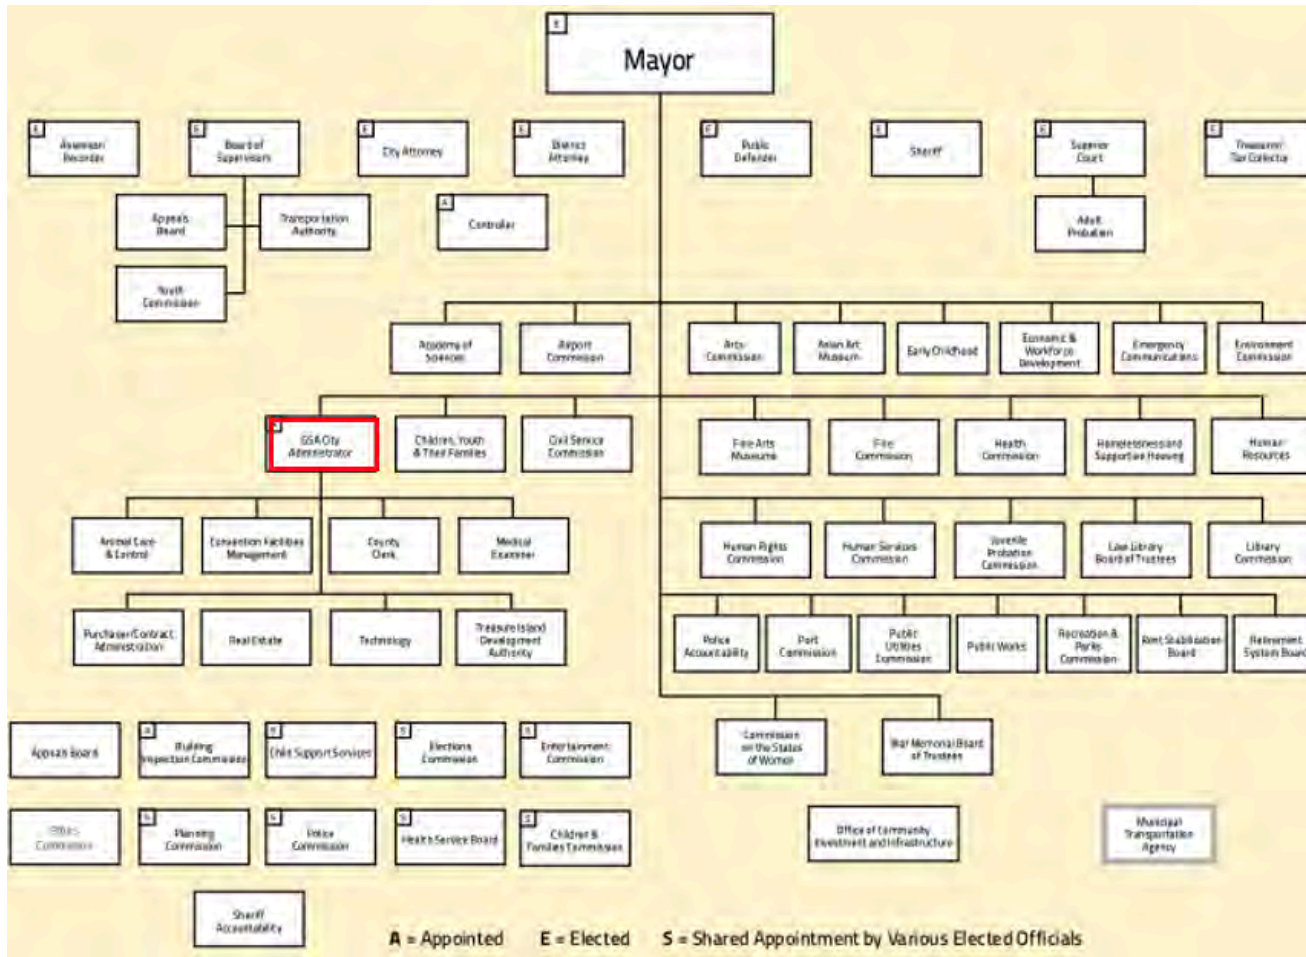 E
Mayor
E
Assessor/
Recorder
E
Board of
Supervisors
E
City Attorney
E
District
Attorney
E
Public
Defender
E
Sheriff
E
Superior
Court
E
Treasurer/
Tax Collector
Appeals
Board
Transportation
Authority
A
Controller
Adult
Probation
Youth
Commission
Academy of
Sciences
Airport
Commission
Arts
Commission
Asian Art
Museum
Early Childhood
Economic &
Workforce
Development
Emergency
Communications
Environment
Commission
GSA City
Administrator
Children, Youth
& Their Families
Civil Service
Commission
Fine Arts
Museums
Fire
Commission
Health
Commission
Homelessness and
Supportive Housing
Human
Resources
Animal Care
& Control
Convention Facilities
Management
County
Clerk
Medical
Examiner
Human Rights
Commission
Human Services
Commission
Juvenile
Probation
Commission
Law Library
Board of Trustees
Library
Commission
Purchaser/Contract
Administration
Real Estate
Technology
Treasure Island
Development
Authority
Police
Accountability
Port
Commission
Public
Utilities
Commission
Public Works
Recreation &
Parks
Commission
Rent Stabilization
Board
Retirement
System Board
Commission
on the Status
of Women
War Memorial Board
of Trustees
Appeals Board
A
Building
Inspection Commission
S
Child Support Services
S
Elections
Commission
S
Entertainment
Commission
Ethics
Commission
S
Planning
Commission
S
Police
Commission
S
Health Service Board
S
Children &
Families Commission
Office of Community
Investment and Infrastructure
Municipal
Transportation
Agency
Sheriff
Accountability
A = Appointed E = Elected S = Shared Appointment by Various Elected Officials